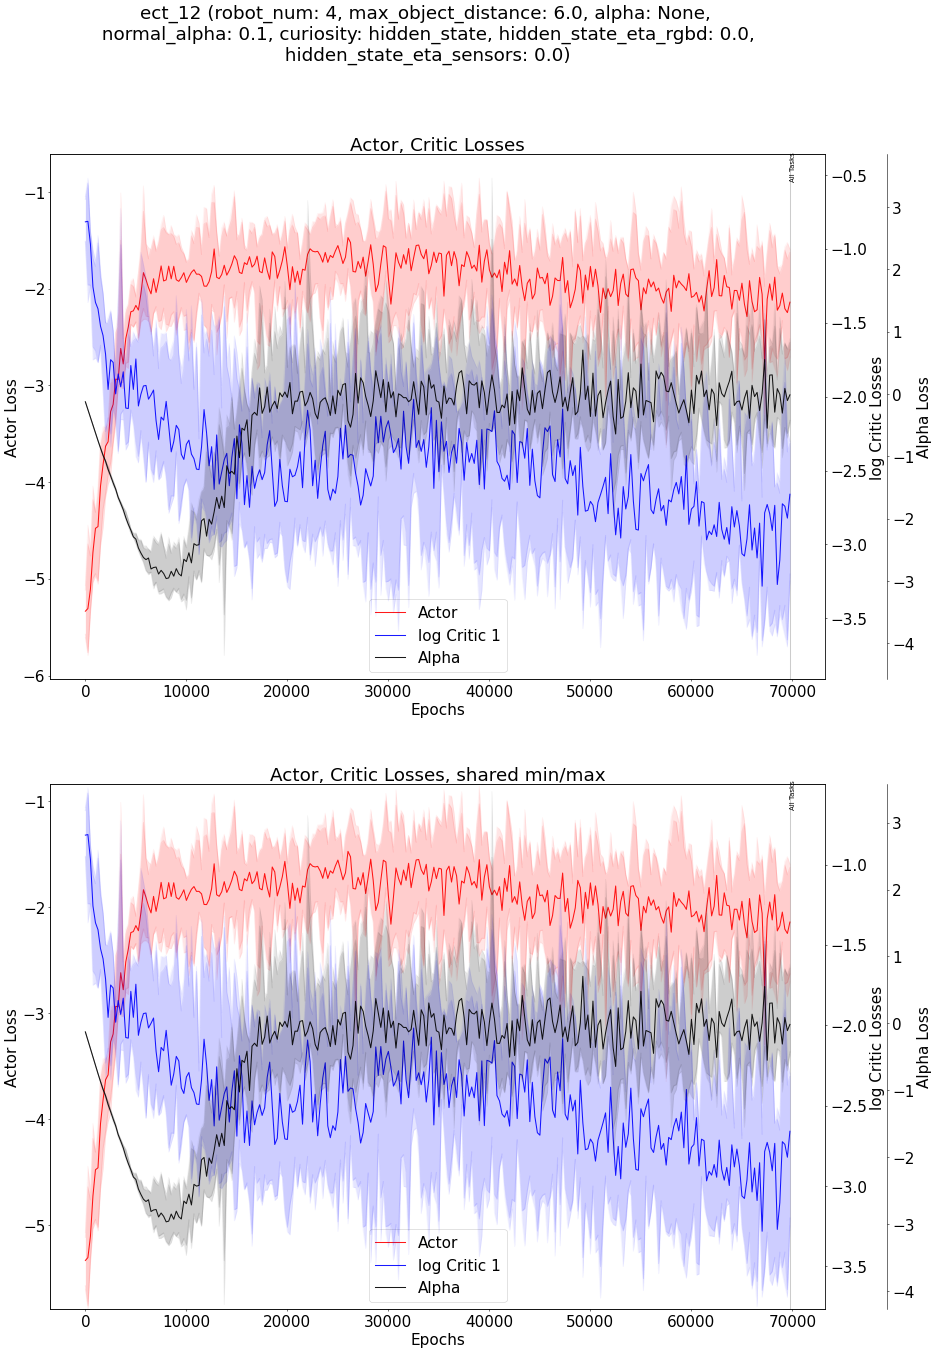 ect_12 (robot_num: 4, max_object_distance: 6.0, alpha: None,
normal_alpha: 0.1, curiosity: hidden_state, hidden_state_eta_rgbd: 0.0,
hidden_state_eta_sensors: 0.0)
Actor, Critic Losses
All Tasks
−1
−2
−3
−4
−5
−6
Actor Loss
−0.5
−1.0
−1.5
−2.0
−2.5
−3.0
−3.5
log Critic Losses
3
2
1
0
−1
−2
−3
−4
Alpha Loss
Actor
log Critic 1
Alpha
0 10000 20000 30000 40000 50000 60000 70000
Epochs
Actor, Critic Losses, shared min/max
All Tasks
−1
−2
−3
−4
−5
Actor Loss
−1.0
−1.5
−2.0
−2.5
−3.0
−3.5
log Critic Losses
3
2
1
0
−1
−2
−3
−4
Alpha Loss
Actor
log Critic 1
Alpha
0 10000 20000 30000 40000 50000 60000 70000
Epochs